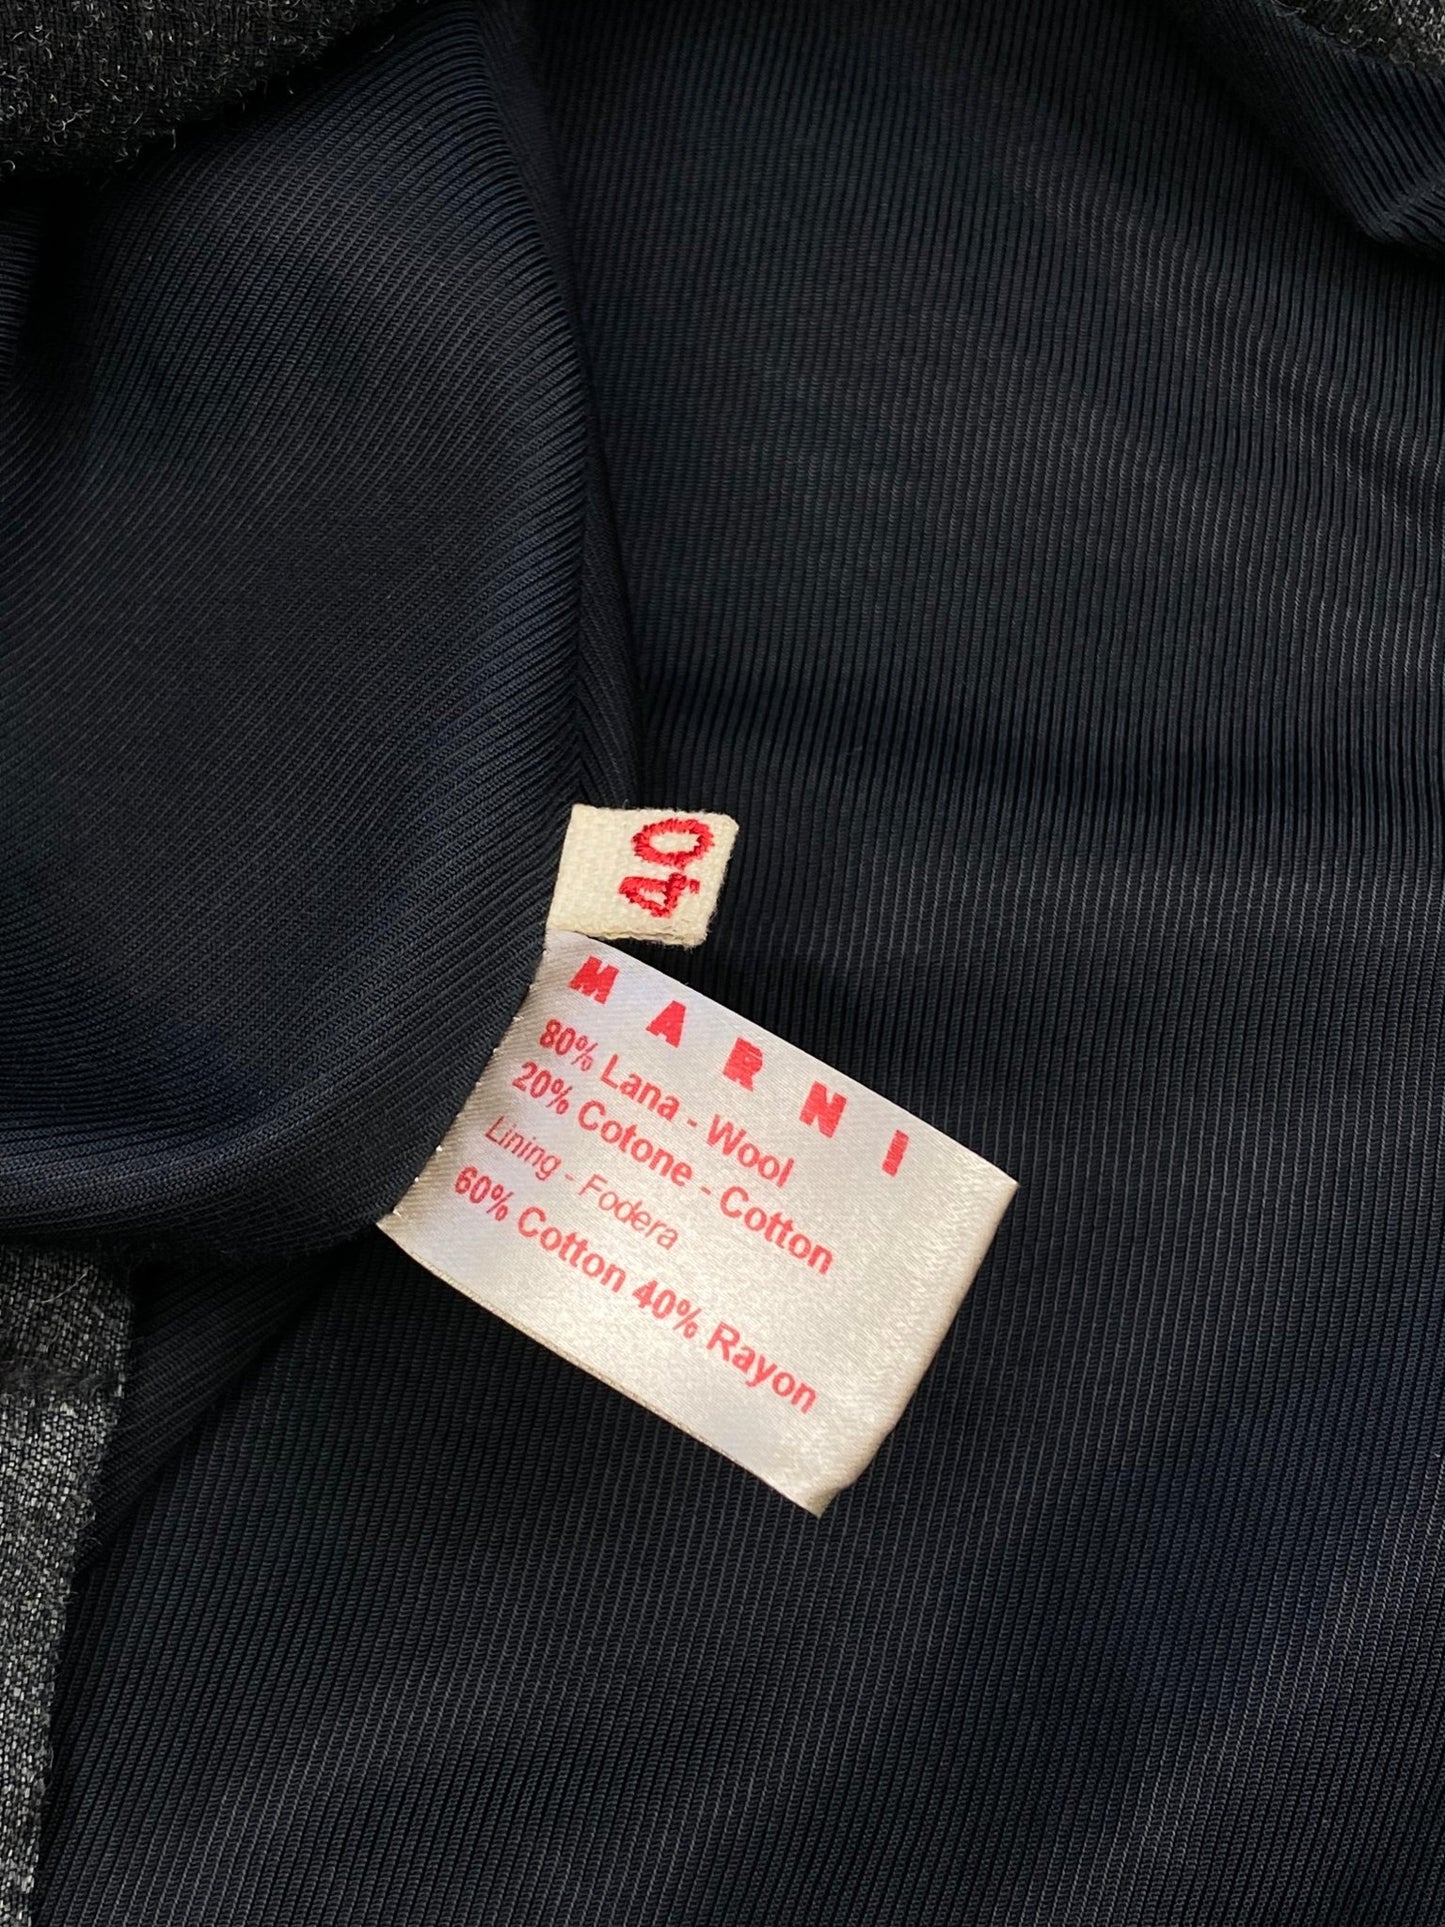 40
MARNI
80% Lana - Wool
20% Cotone - Cotton
Lining - Fodera
60% Cotton 40% Rayon